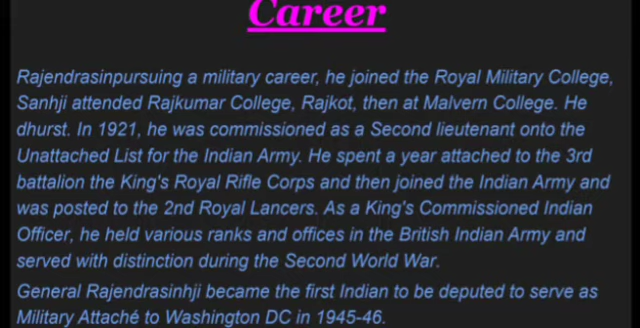 Career
Rajendrasinpursuing a military career, he joined the Royal Military College,
Sanhji attended Rajkumar College, Rajkot, then at Malvern College. He
dhurst. In 1921, he was commissioned as a Second lieutenant onto the
Unattached List for the Indian Army. He spent a year attached to the 3rd
battalion the King's Royal Rifle Corps and then joined the Indian Army and
was posted to the 2nd Royal Lancers. As a King's Commissioned Indian
Officer, he held various ranks and offices in the British Indian Army and
served with distinction during the Second World War.
General Rajendrasinhji became the first Indian to be deputed to serve as
Military Attaché to Washington DC in 1945-46.